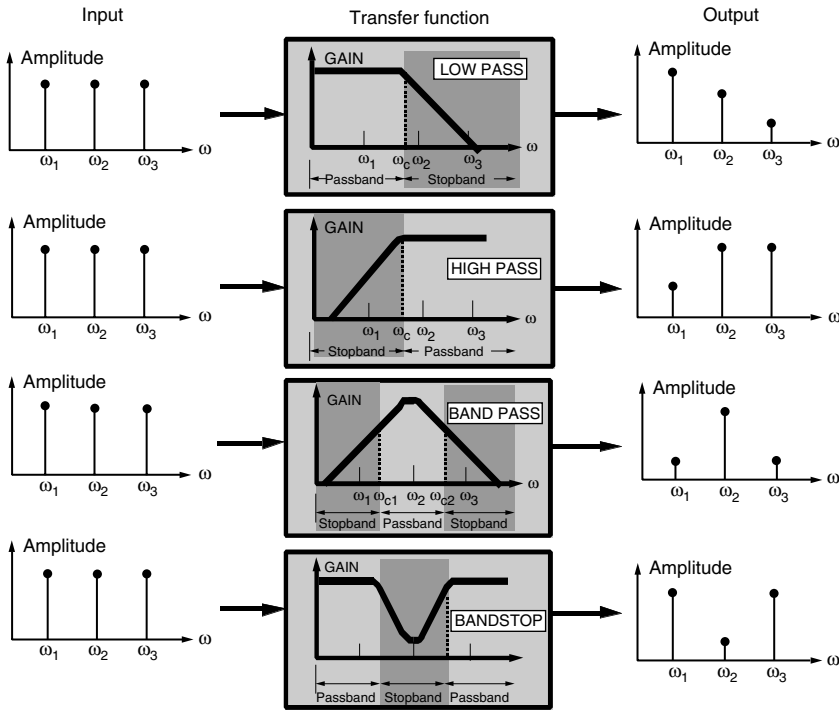 Input Transfer function Output
Amplitude
ω1 ω2 ω3 ω
GAIN
LOW PASS
ω1 ωc ω2 ω3 ω
Passband Stopband
Amplitude
ω1 ω2 ω3 ω
Amplitude
ω1 ω2 ω3 ω
GAIN
HIGH PASS
ω1 ωc ω2 ω3 ω
Stopband Passband
Amplitude
ω1 ω2 ω3 ω
Amplitude
ω1 ω2 ω3 ω
GAIN
BAND PASS
ω1 ωc1 ω2 ωc2 ω3 ω
Stopband Passband Stopband
Amplitude
ω1 ω2 ω3 ω
Amplitude
ω1 ω2 ω3 ω
GAIN
BANDSTOP
ω
Passband Stopband Passband
Amplitude
ω1 ω2 ω3 ω